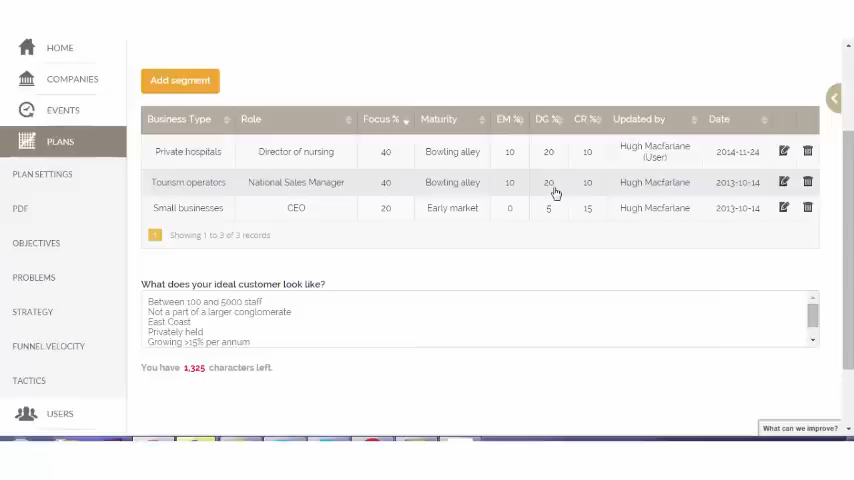 HOME
COMPANIES
EVENTS
PLANS
PLAN SETTINGS
PDF
OBJECTIVES
PROBLEMS
STRATEGY
FUNNEL VELOCITY
TACTICS
USERS
Add segment
Business Type Role Focus % Maturity EM % DG % CR % Updated by Date
Private hospitals Director of nursing 40 Bowling alley 10 20 10 Hugh Macfarlane (User) 2014-11-24
Tourism operators National Sales Manager 40 Bowling alley 10 20 10 Hugh Macfarlane 2013-10-14
Small businesses CEO 20 Early market 0 5 15 Hugh Macfarlane 2013-10-14
1 Showing 1 to 3 of 3 records
What does your ideal customer look like?
Between 100 and 5000 staff
Not a part of a larger conglomerate
East Coast
Privately held
Growing >15% per annum
You have 1,325 characters left.
What can we improve?